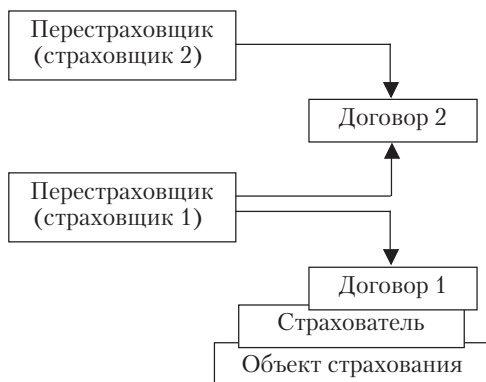 Перестраховщик
(страховщик 2)
Договор 2
Перестраховщик
(страховщик 1)
Договор 1
Страхователь
Объект страхования